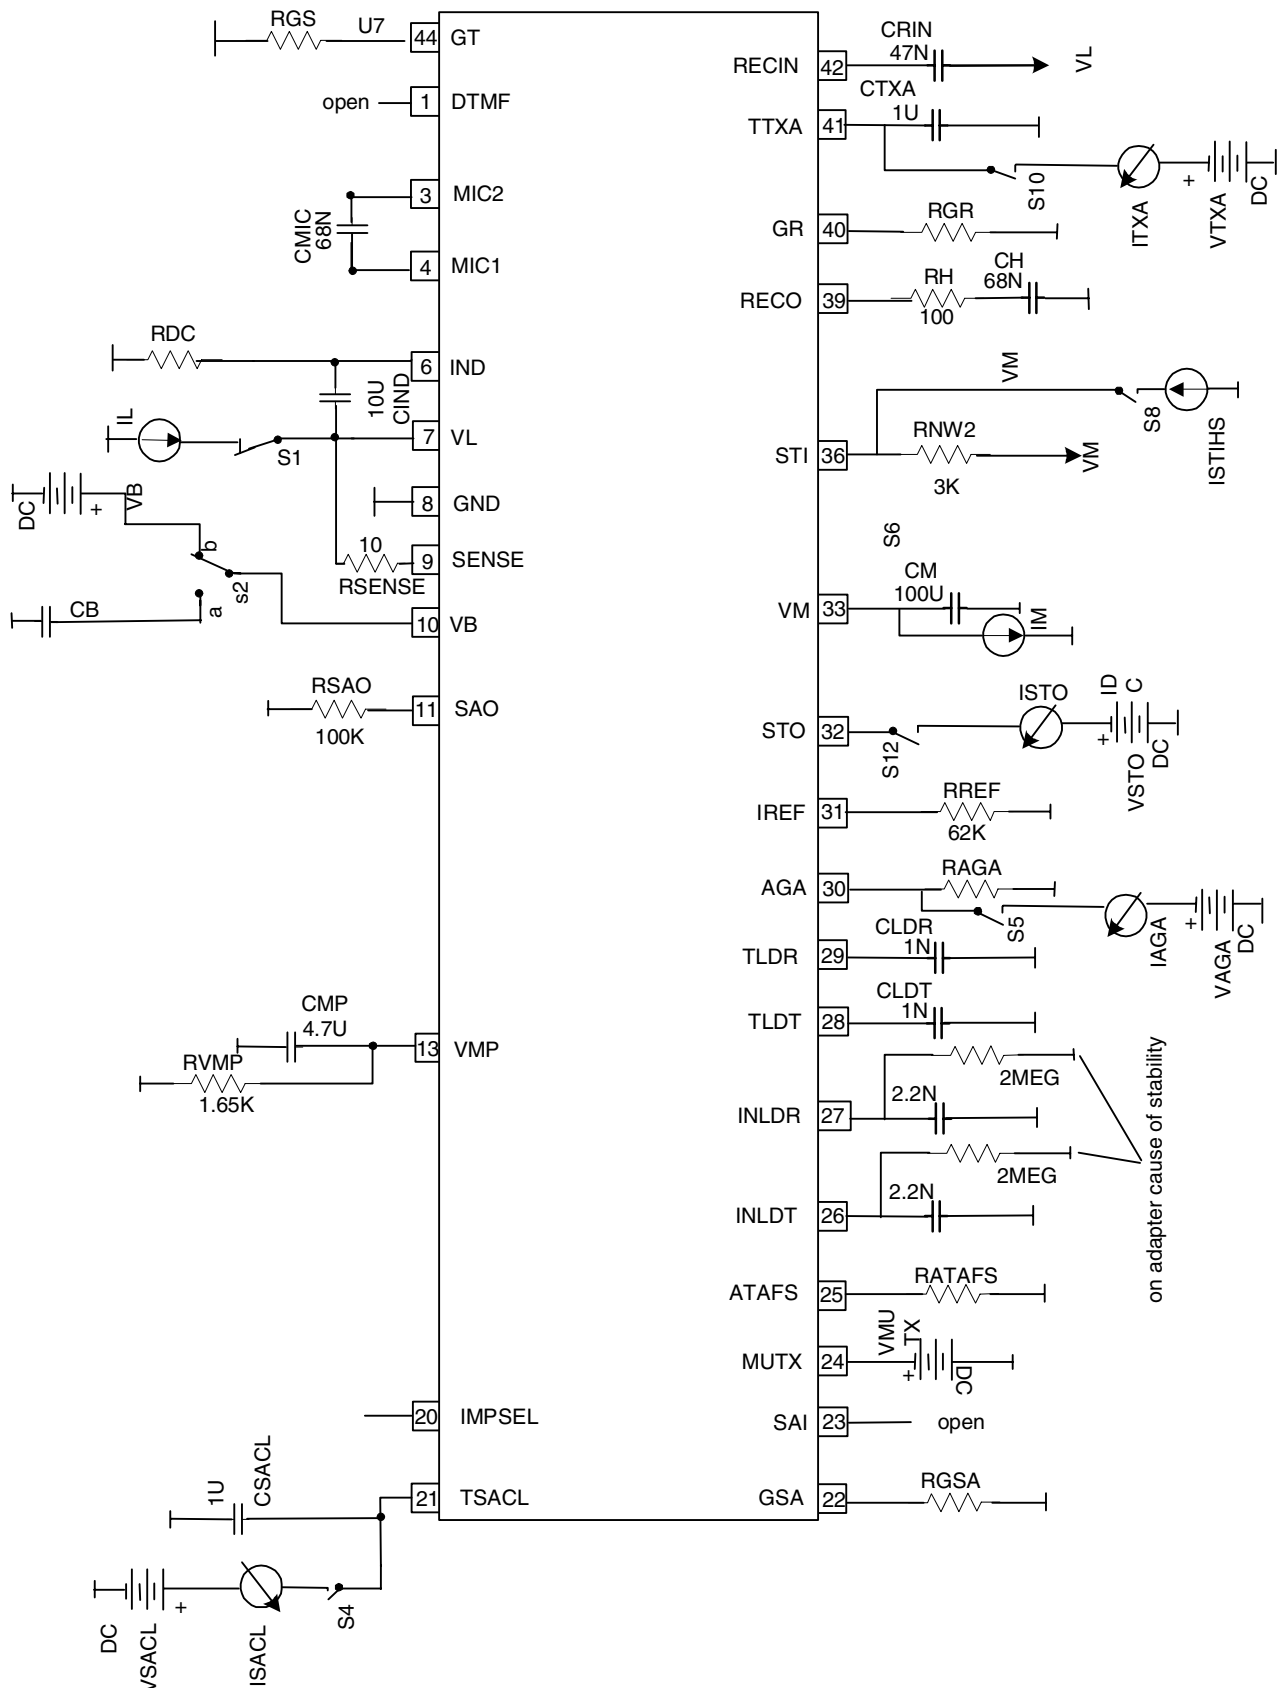 RGS
U7
44
GT
open
1
DTMF
CMIC
68N
3
MIC2
4
MIC1
RDC
6
IND
10U
CIND
IL
S1
7
VL
DC
+
VB
8
GND
b
s2
a
10
RSENSE
9
SENSE
CB
10
VB
RSAO
100K
11
SAO
CMP
4.7U
RVMP
1.65K
13
VMP
20
IMPSEL
1U
CSACL
21
TSACL
DC
VSACL
+
ISACL
S4
RECIN
42
CRIN
47N
VL
TTXA
41
CTXA
1U
S10
ITXA
+
VTXA
DC
GR
40
RGR
RECO
39
RH
100
CH
68N
VM
S8
ISTIHS
STI
36
RNW2
3K
VM
S6
VM
33
CM
100U
IM
STO
32
S12
ISTO
ID
C
+
VSTO
DC
IREF
31
RREF
62K
AGA
30
RAGA
S5
IAGA
+
VAGA
DC
TLDR
29
CLDR
1N
TLDT
28
CLDT
1N
2MEG
INLDR
27
2.2N
2MEG
INLDT
26
2.2N
on adapter cause of stability
ATAFS
25
RATAFS
MUTX
24
VMU
TX
+
DC
SAI
23
open
GSA
22
RGSA